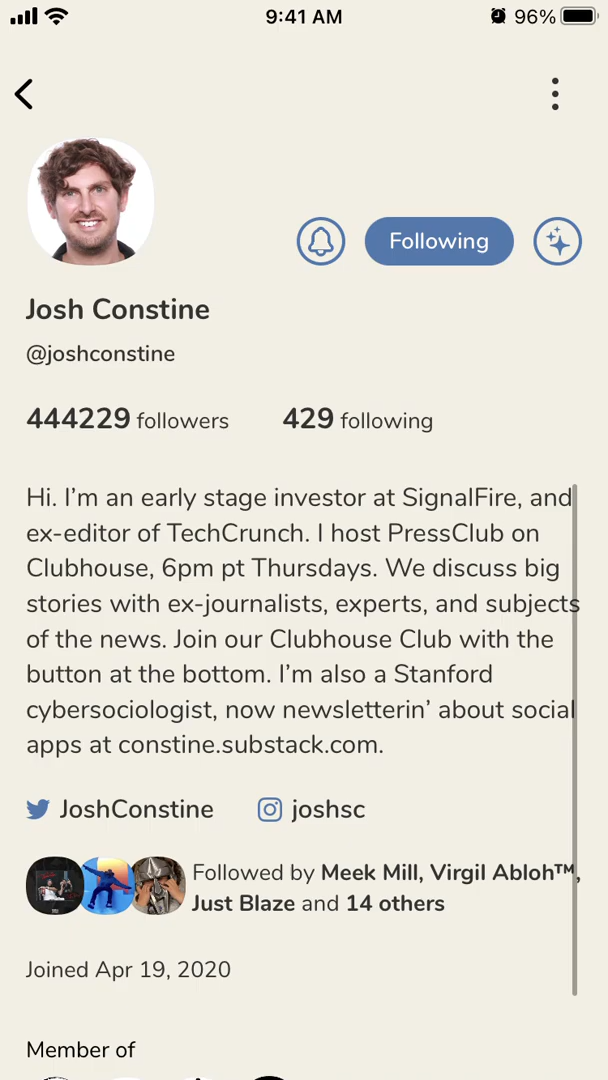 9:41 AM
96%
Following
Josh Constine
@joshconstine
444229 followers 429 following
Hi. I'm an early stage investor at SignalFire, and
ex-editor of TechCrunch. I host PressClub on
Clubhouse, 6pm pt Thursdays. We discuss big
stories with ex-journalists, experts, and subjects
of the news. Join our Clubhouse Club with the
button at the bottom. I'm also a Stanford
cybersociologist, now newsletterin' about social
apps at constine.substack.com.
JoshConstine joshsc
Followed by Meek Mill, Virgil Abloh™,
Just Blaze and 14 others
Joined Apr 19, 2020
Member of